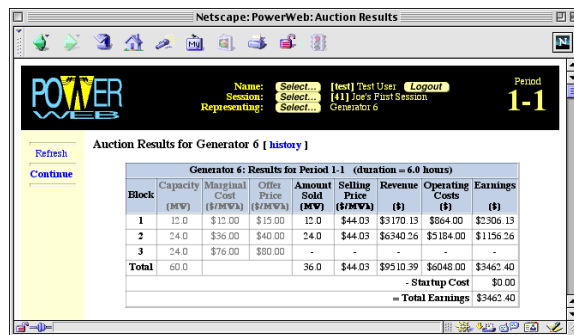 Netscape: PowerWeb: Auction Results
My
N
POWER
WEB
Name: Select... [test] Test User Logout
Session: Select... [41] Joe's First Session
Representing: Select... Generator 6
Period
1-1
Refresh
Continue
Auction Results for Generator 6 [ history ]
Generator 6: Results for Period 1-1 (duration = 6.0 hours)
Block Capacity (MW) Marginal Cost ($/MWh) Offer Price ($/MWh) Amount Sold (MW) Selling Price ($/MWh) Revenue ($) Operating Costs ($) Earnings ($)
1 12.0 $12.00 $15.00 12.0 $44.03 $3170.13 $864.00 $2306.13
2 24.0 $36.00 $40.00 24.0 $44.03 $6340.26 $5184.00 $1156.26
3 24.0 $76.00 $80.00 - - - - -
Total 60.0 36.0 $44.03 $9510.39 $6048.00 $3462.40
- Startup Cost $0.00
= Total Earnings $3462.40